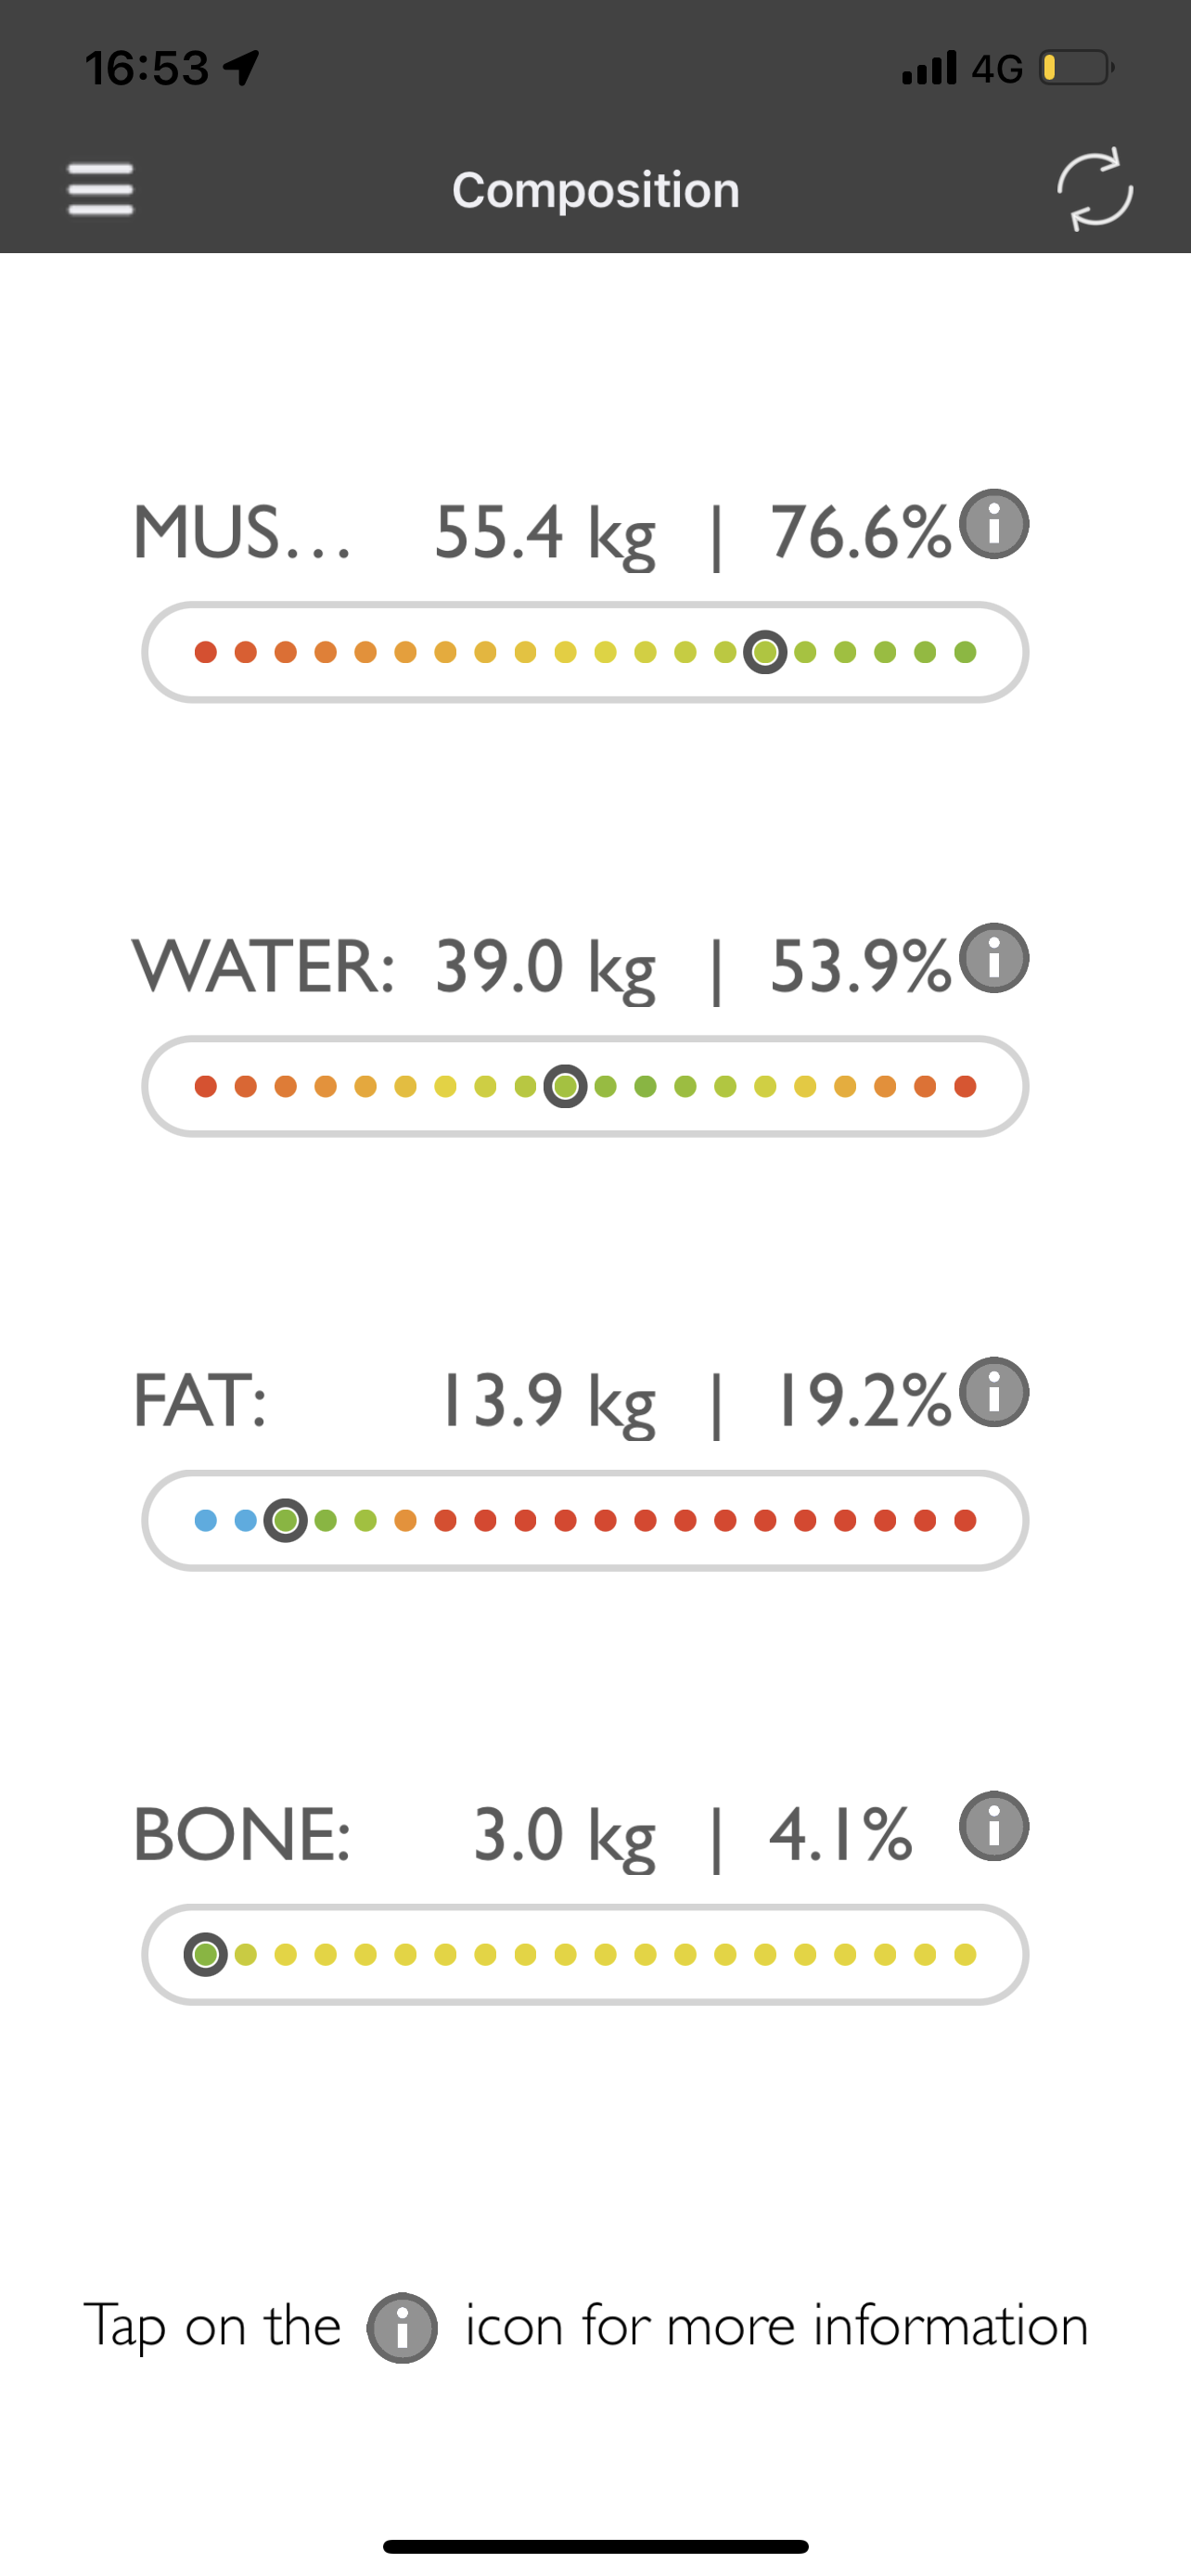 16:53 4G
Composition
MUS... 55.4 kg | 76.6% i
WATER: 39.0 kg | 53.9% i
FAT: 13.9 kg | 19.2% i
BONE: 3.0 kg | 4.1% i
Tap on the i icon for more information